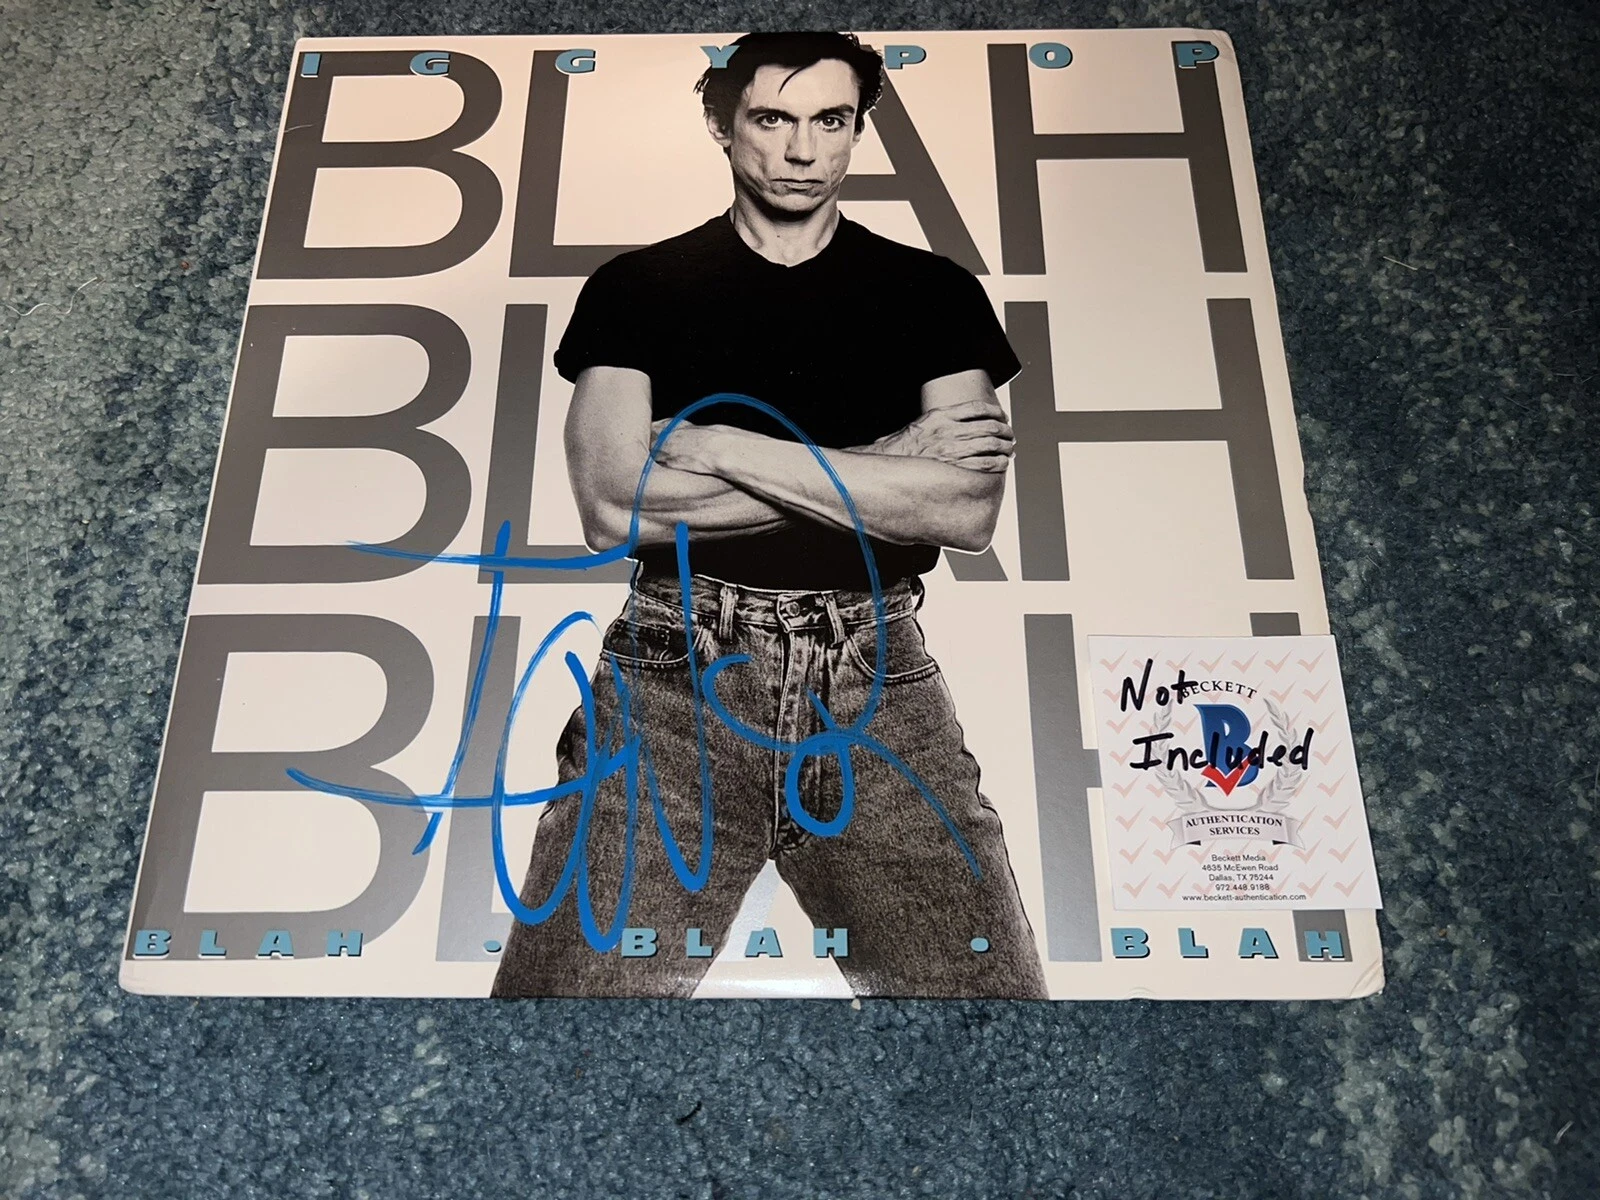 IGGY POP
BLAH
BLAH
BLAH
BLAH • BLAH • BLAH
Not
BECKETT
Included
B
AUTHENTICATION
SERVICES
Beckett Media
4635 McEwen Road
Dallas, TX 75244
972.448.9188
www.beckett-authentication.com